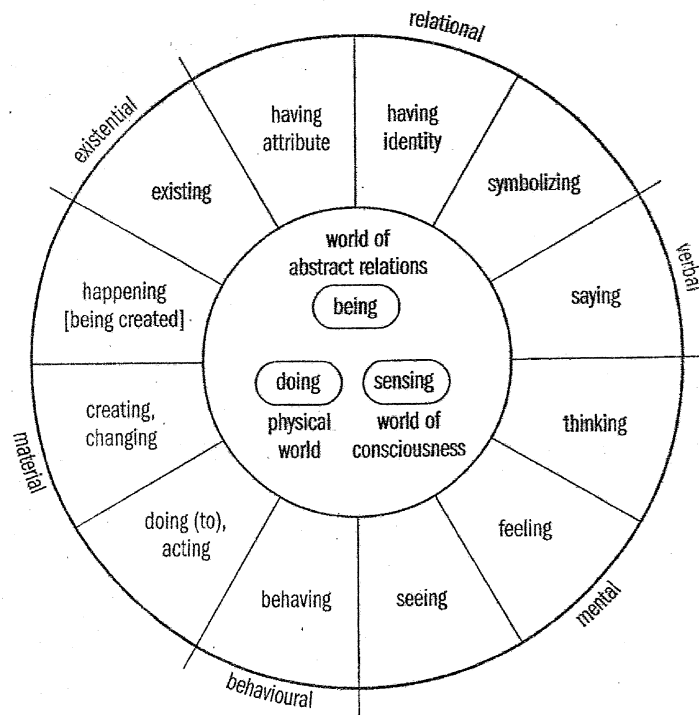 relational
having
attribute
having
identity
symbolizing
existential
existing
verbal
saying
world of
abstract relations
being
happening
[being created]
doing
sensing
physical
world
world of
consciousness
thinking
creating,
changing
material
feeling
doing (to),
acting
behaving
seeing
mental
behavioural